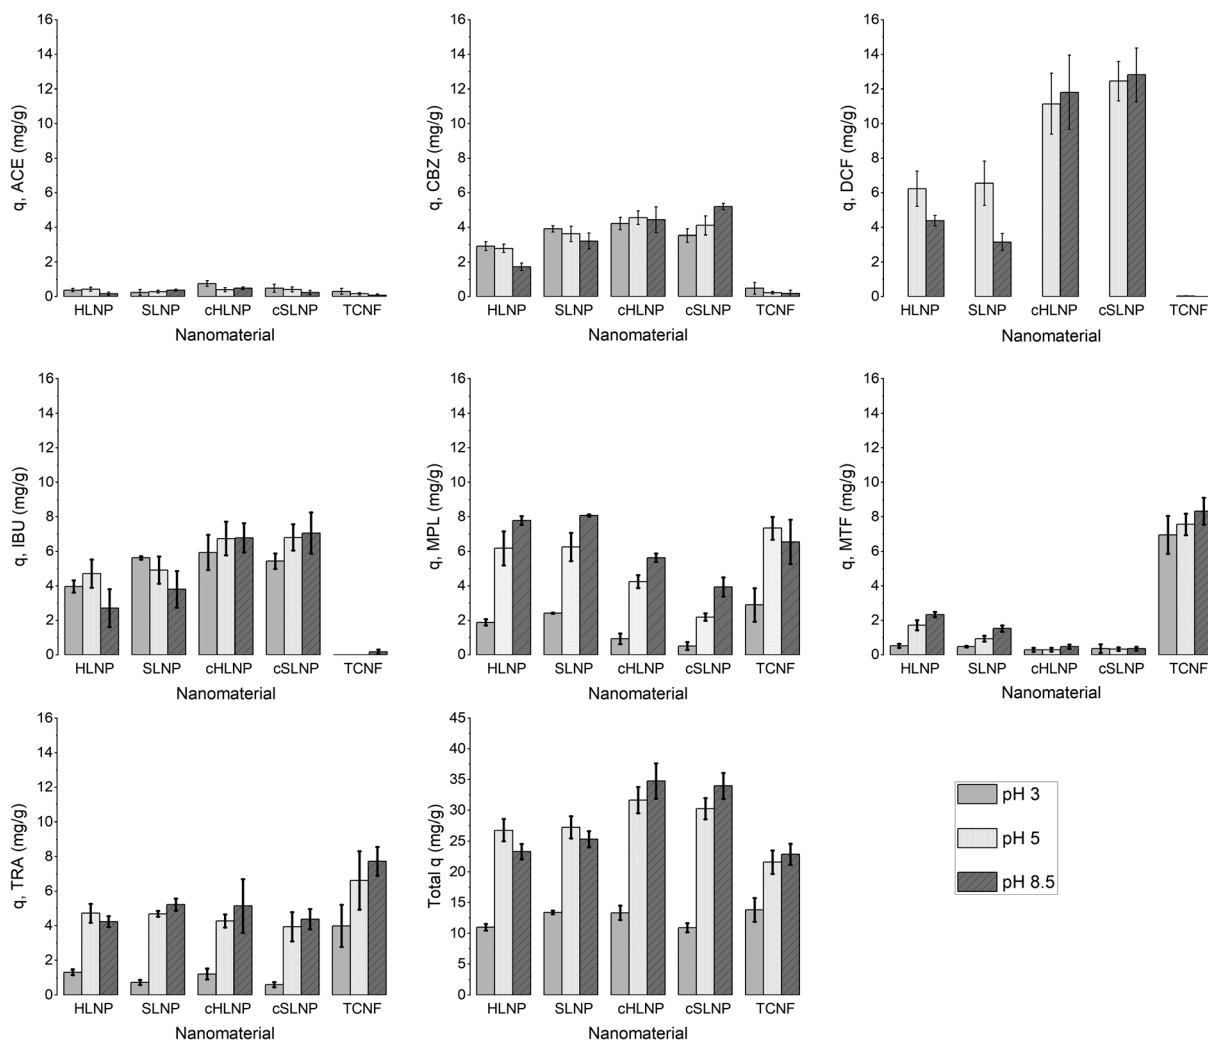 16
14
12
10
8
6
4
2
0
q, ACE (mg/g)
HLNP SLNP cHLNP cSLNP TCNF
Nanomaterial
16
14
12
10
8
6
4
2
0
q, CBZ (mg/g)
HLNP SLNP cHLNP cSLNP TCNF
Nanomaterial
16
14
12
10
8
6
4
2
0
q, DCF (mg/g)
HLNP SLNP cHLNP cSLNP TCNF
Nanomaterial
16
14
12
10
8
6
4
2
0
q, IBU (mg/g)
HLNP SLNP cHLNP cSLNP TCNF
Nanomaterial
16
14
12
10
8
6
4
2
0
q, MPL (mg/g)
HLNP SLNP cHLNP cSLNP TCNF
Nanomaterial
16
14
12
10
8
6
4
2
0
q, MTF (mg/g)
HLNP SLNP cHLNP cSLNP TCNF
Nanomaterial
16
14
12
10
8
6
4
2
0
q, TRA (mg/g)
HLNP SLNP cHLNP cSLNP TCNF
Nanomaterial
45
40
35
30
25
20
15
10
5
0
Total q (mg/g)
HLNP SLNP cHLNP cSLNP TCNF
Nanomaterial
pH 3
pH 5
pH 8.5